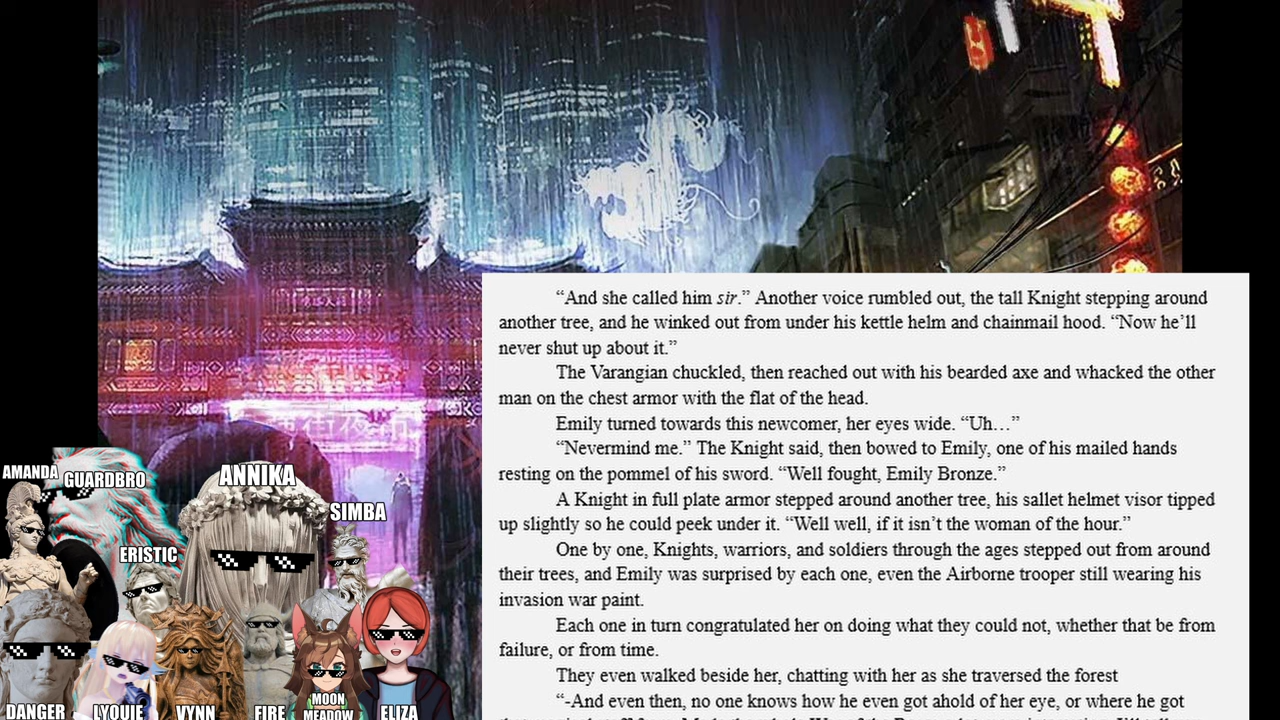 “And she called him sir.” Another voice rumbled out, the tall Knight stepping around
another tree, and he winked out from under his kettle helm and chainmail hood. “Now he’ll
never shut up about it.”
The Varangian chuckled, then reached out with his bearded axe and whacked the other
man on the chest armor with the flat of the head.
Emily turned towards this newcomer, her eyes wide. “Uh…”
“Nevermind me.” The Knight said, then bowed to Emily, one of his mailed hands
resting on the pommel of his sword. “Well fought, Emily Bronze.”
A Knight in full plate armor stepped around another tree, his sallet helmet visor tipped
up slightly so he could peek under it. “Well well, if it isn’t the woman of the hour.”
One by one, Knights, warriors, and soldiers through the ages stepped out from around
their trees, and Emily was surprised by each one, even the Airborne trooper still wearing his
invasion war paint.
Each one in turn congratulated her on doing what they could not, whether that be from
failure, or from time.
They even walked beside her, chatting with her as she traversed the forest
“-And even then, no one knows how he even got ahold of her eye, or where he got
AMANDA
GUARDBRO
ANNIKA
SIMBA
ERISTIC
DANGER
LYQUIE
VYNN
FIRE
MOON
MEADOW
ELIZA